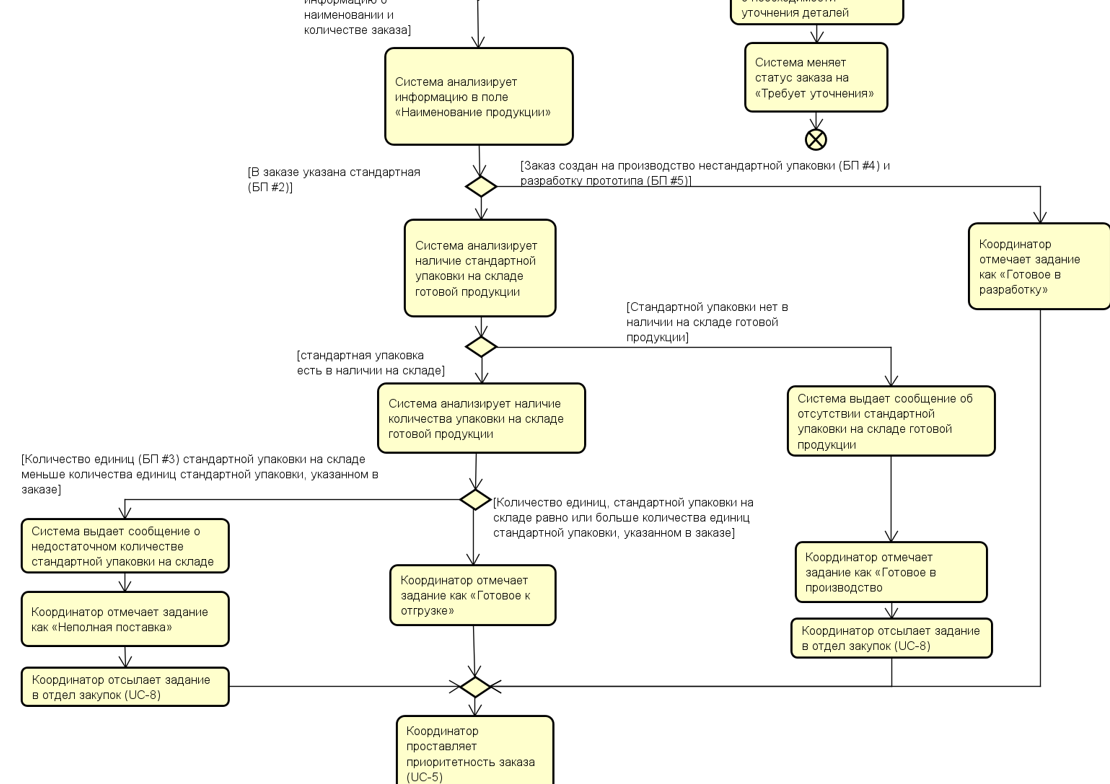 информацию о
наименовании и
количестве заказа]
о необходимости
уточнения деталей
Система меняет
статус заказа на
«Требует уточнения»
Система анализирует
информацию в поле
«Наименование продукции»
[В заказе указана стандартная
(БП #2)]
[Заказ создан на производство нестандартной упаковки (БП #4) и
разработку прототипа (БП #5)]
Система анализирует
наличие стандартной
упаковки на складе
готовой продукции
Координатор
отмечает задание
как «Готовое в
разработку»
[Стандартной упаковки нет в
наличии на складе готовой
продукции]
[стандартная упаковка
есть в наличии на складе]
Система анализирует наличие
количества упаковки на складе
готовой продукции
Система выдает сообщение об
отсутствии стандартной
упаковки на складе готовой
продукции
[Количество единиц (БП #3) стандартной упаковки на складе
меньше количества единиц стандартной упаковки, указанном в
заказе]
[Количество единиц, стандартной упаковки на
складе равно или больше количества единиц
стандартной упаковки, указанном в заказе]
Система выдает сообщение о
недостаточном количестве
стандартной упаковки на складе
Координатор отмечает
задание как «Готовое к
отгрузке»
Координатор отмечает
задание как «Готовое в
производство
Координатор отмечает задание
как «Неполная поставка»
Координатор отсылает задание
в отдел закупок (UC-8)
Координатор отсылает задание
в отдел закупок (UC-8)
Координатор
проставляет
приоритетность заказа
(UC-5)